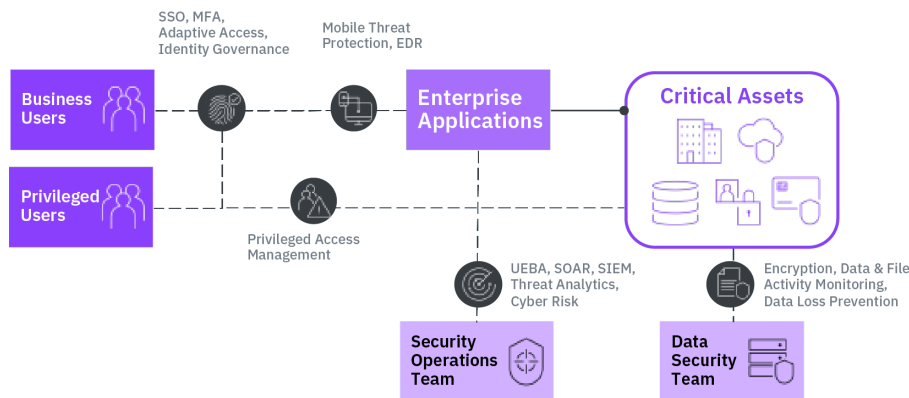 SSO, MFA,
Adaptive Access,
Identity Governance
Mobile Threat
Protection, EDR
Business
Users
Enterprise
Applications
Critical Assets
Privileged
Users
Privileged Access
Management
UEBA, SOAR, SIEM,
Threat Analytics,
Cyber Risk
Encryption, Data & File
Activity Monitoring,
Data Loss Prevention
Security
Operations
Team
Data
Security
Team